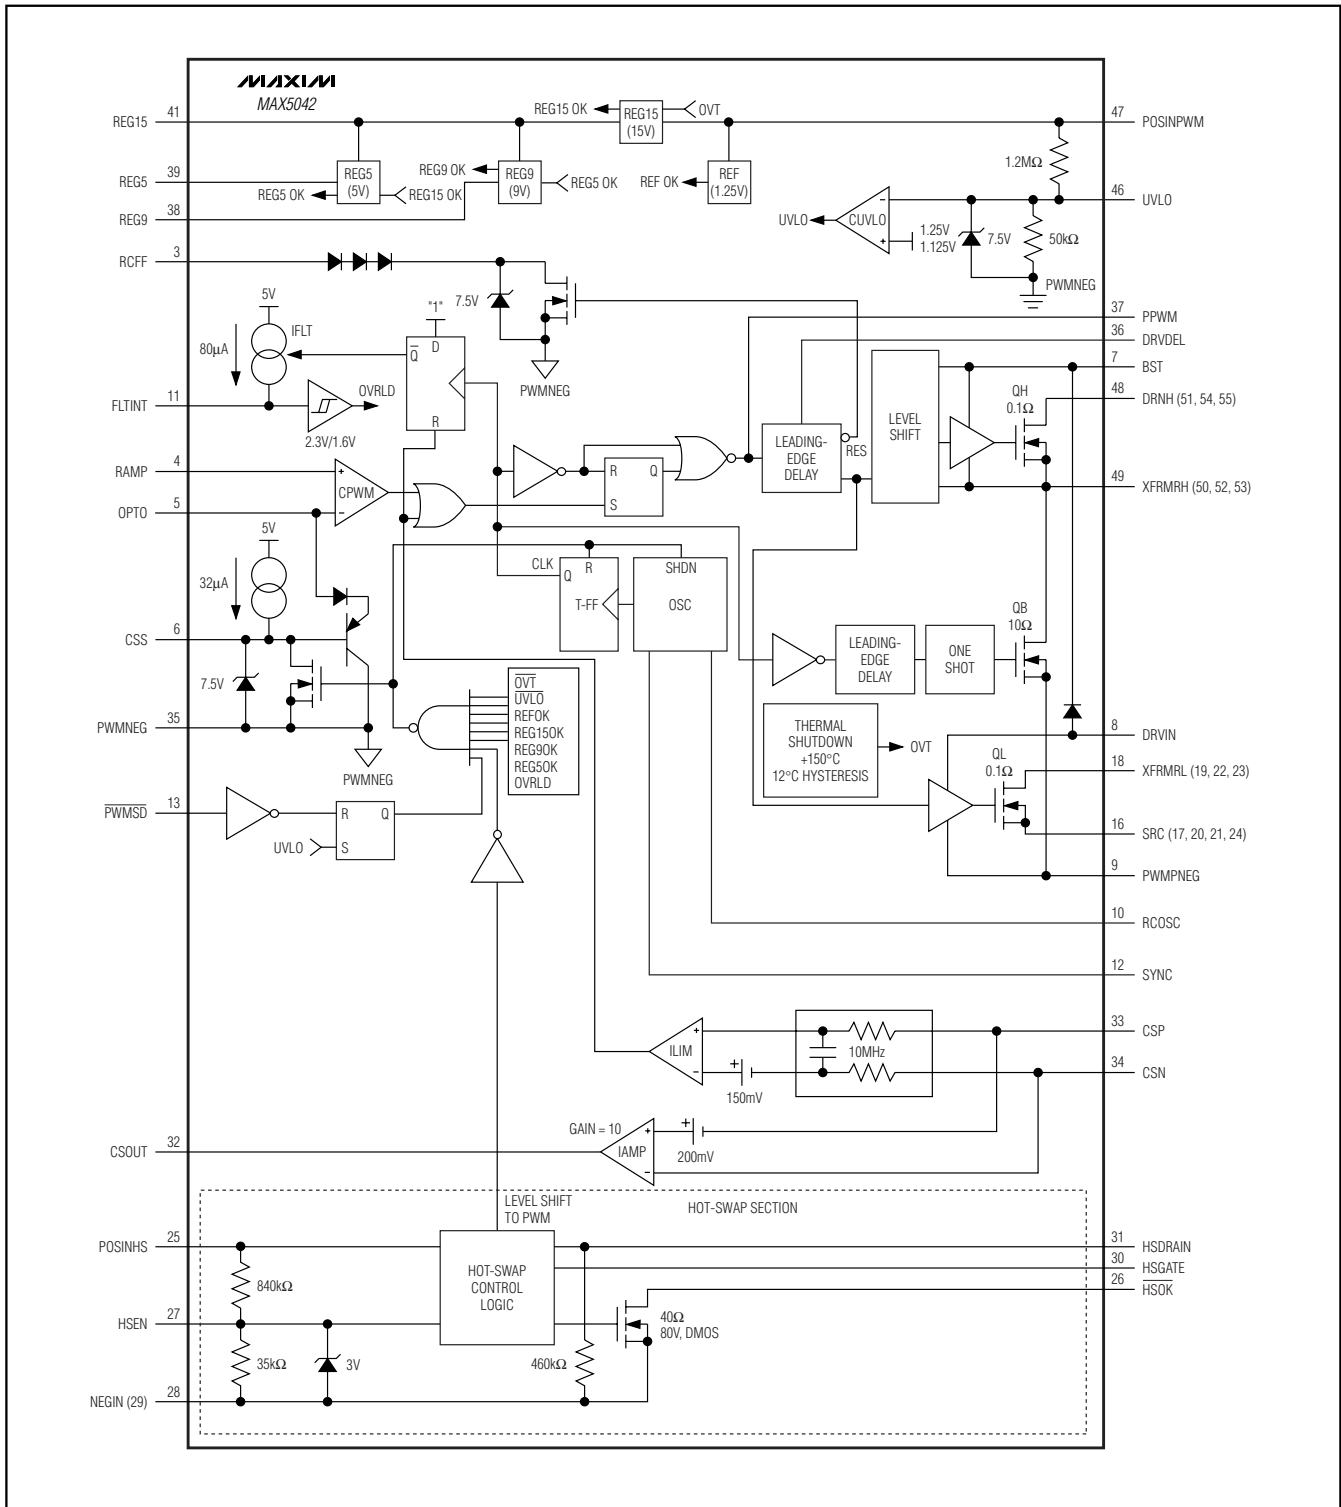 MAXIM
MAX5042
41
REG15
REG15 OK
REG15
(15V)
OVT
47
POSINPWM
1.2MΩ
39
REG5
REG5
(5V)
REG5 OK
REG15 OK
REG9 OK
REG9
(9V)
REG5 OK
REF OK
REF
(1.25V)
46
UVLO
38
REG9
UVLO
CUVLO
−
+
1.25V
1.125V
7.5V
50kΩ
PWMNEG
3
RCFF
7.5V
PWMNEG
5V
IFLT
80µA
"1"
Q
D
R
37
PPWM
36
DRVDEL
7
BST
11
FLTINT
OVRLD
2.3V/1.6V
QH
0.1Ω
48
DRNH (51, 54, 55)
LEVEL
SHIFT
4
RAMP
+
CPWM
−
5
OPTO
R
Q
S
LEADING-
EDGE
DELAY
RES
49
XFRMRH (50, 52, 53)
5V
32µA
CLK
Q
R
T-FF
SHDN
OSC
6
CSS
7.5V
35
PWMNEG
PWMNEG
LEADING-
EDGE
DELAY
ONE
SHOT
QB
10Ω
OVT
UVLO
REFOK
REG15OK
REG9OK
REG5OK
OVRLD
THERMAL
SHUTDOWN
+150°C
12°C HYSTERESIS
OVT
8
DRVIN
QL
0.1Ω
18
XFRMRL (19, 22, 23)
13
PWMSD
R
Q
S
UVLO
16
SRC (17, 20, 21, 24)
9
PWMPNEG
10
RCOSC
12
SYNC
33
CSP
+
ILIM
−
10MHz
34
CSN
+
150mV
32
CSOUT
GAIN = 10
+
IAMP
−
+
200mV
LEVEL SHIFT
TO PWM
HOT-SWAP SECTION
25
POSINHS
31
HSDRAIN
30
HSGATE
26
HSOK
840kΩ
HOT-SWAP
CONTROL
LOGIC
27
HSEN
40Ω
80V, DMOS
35kΩ
3V
460kΩ
28
NEGIN (29)